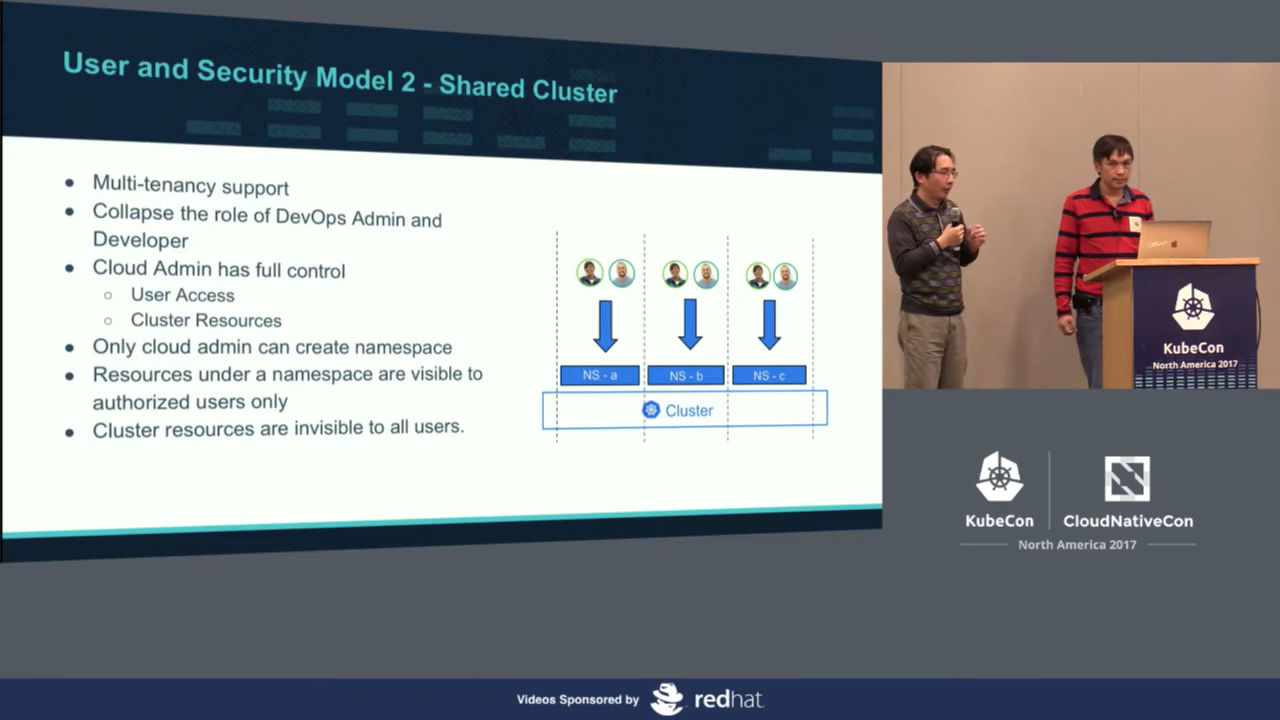 User and Security Model 2 - Shared Cluster
Multi-tenancy support
Collapse the role of DevOps Admin and
Developer
Cloud Admin has full control
User Access
Cluster Resources
Only cloud admin can create namespace
Resources under a namespace are visible to
authorized users only
Cluster resources are invisible to all users.
NS - a
NS - b
NS - c
Cluster
KubeCon
North America 2017
KubeCon
CloudNativeCon
North America 2017
Videos Sponsored by
redhat